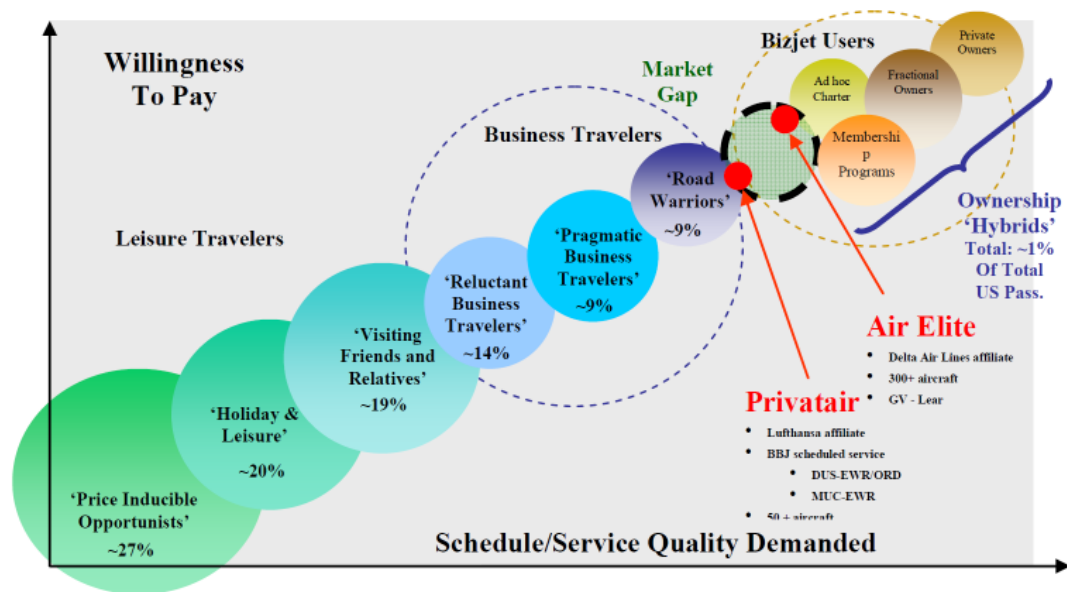 Willingness
To Pay
Leisure Travelers
Business Travelers
Market
Gap
Bizjet Users
Private
Owners
Fractional
Owners
Ad hoc
Charter
Membershi
p
Programs
Ownership
‘Hybrids’
Total: ~1%
Of Total
US Pass.
‘Road
Warriors’
~9%
‘Pragmatic
Business
Travelers’
~9%
‘Reluctant
Business
Travelers’
~14%
‘Visiting
Friends and
Relatives’
~19%
‘Holiday &
Leisure’
~20%
‘Price Inducible
Opportunists’
~27%
Air Elite
• Delta Air Lines affiliate
• 300+ aircraft
• GV - Lear
Privatair
• Lufthansa affiliate
• BBJ scheduled service
• DUS-EWR/ORD
• MUC-EWR
• 50 + aircraft
Schedule/Service Quality Demanded